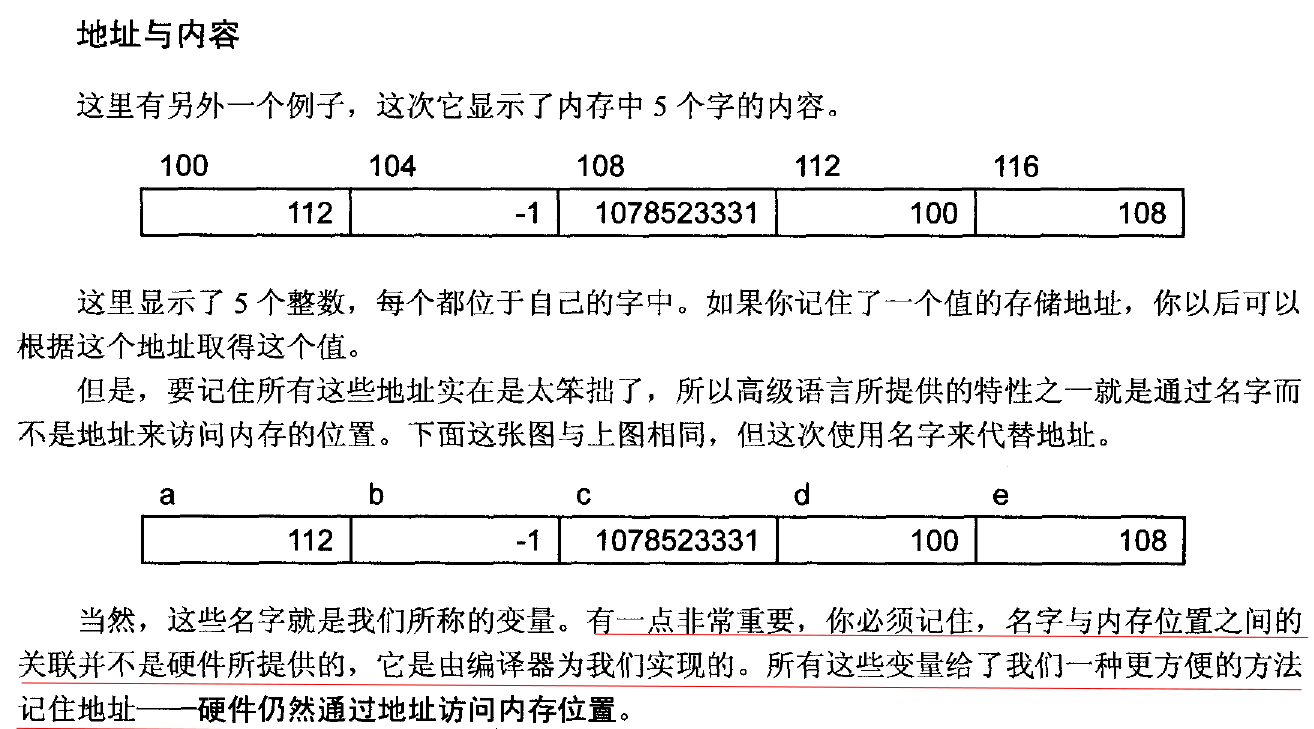 地址与内容
这里有另外一个例子，这次它显示了内存中 5 个字的内容。
100 104 108 112 116
112 -1 1078523331 100 108
这里显示了 5 个整数，每个都位于自己的字中。如果你记住了一个值的存储地址，你以后可以
根据这个地址取得这个值。
但是，要记住所有这些地址实在是太笨拙了，所以高级语言所提供的特性之一就是通过名字而
不是地址来访问内存的位置。下面这张图与上图相同，但这次使用名字来代替地址。
a b c d e
112 -1 1078523331 100 108
当然，这些名字就是我们所称的变量。有一点非常重要，你必须记住，名字与内存位置之间的
关联并不是硬件所提供的，它是由编译器为我们实现的。所有这些变量给了我们一种更方便的方法
记住地址——硬件仍然通过地址访问内存位置。